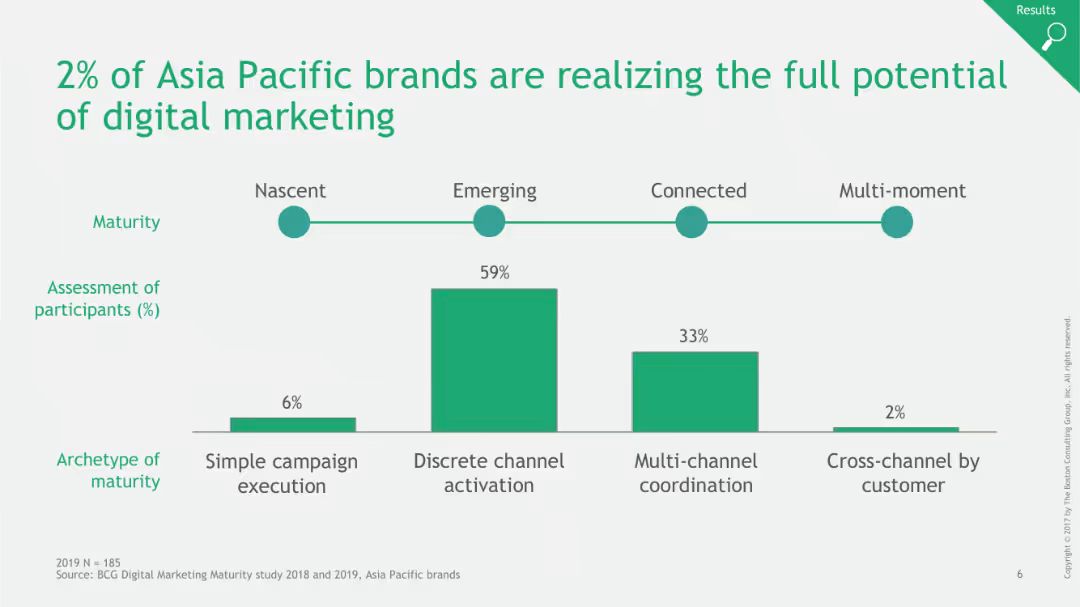 Results
2% of Asia Pacific brands are realizing the full potential
of digital marketing
Nascent
Emerging
Connected
Multi-moment
Maturity
Assessment of
participants (%)
6%
59%
33%
2%
Archetype of
maturity
Simple campaign
execution
Discrete channel
activation
Multi-channel
coordination
Cross-channel by
customer
2019 N = 185
Source: BCG Digital Marketing Maturity study 2018 and 2019, Asia Pacific brands
6
Copyright © 2017 by The Boston Consulting Group, Inc. All rights reserved.